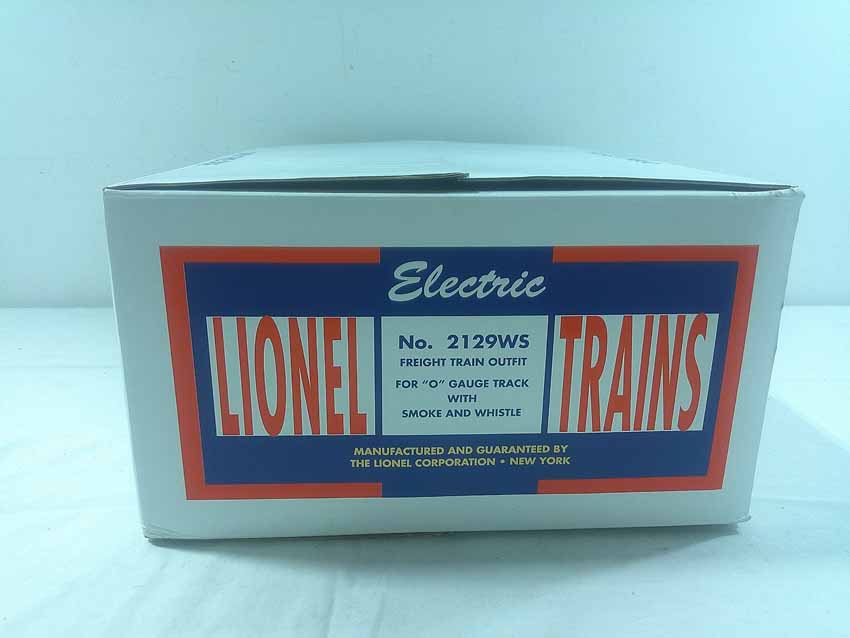 Electric
LIONEL
No. 2129WS
FREIGHT TRAIN OUTFIT
FOR "O" GAUGE TRACK
WITH
SMOKE AND WHISTLE
TRAINS
MANUFACTURED AND GUARANTEED BY
THE LIONEL CORPORATION • NEW YORK